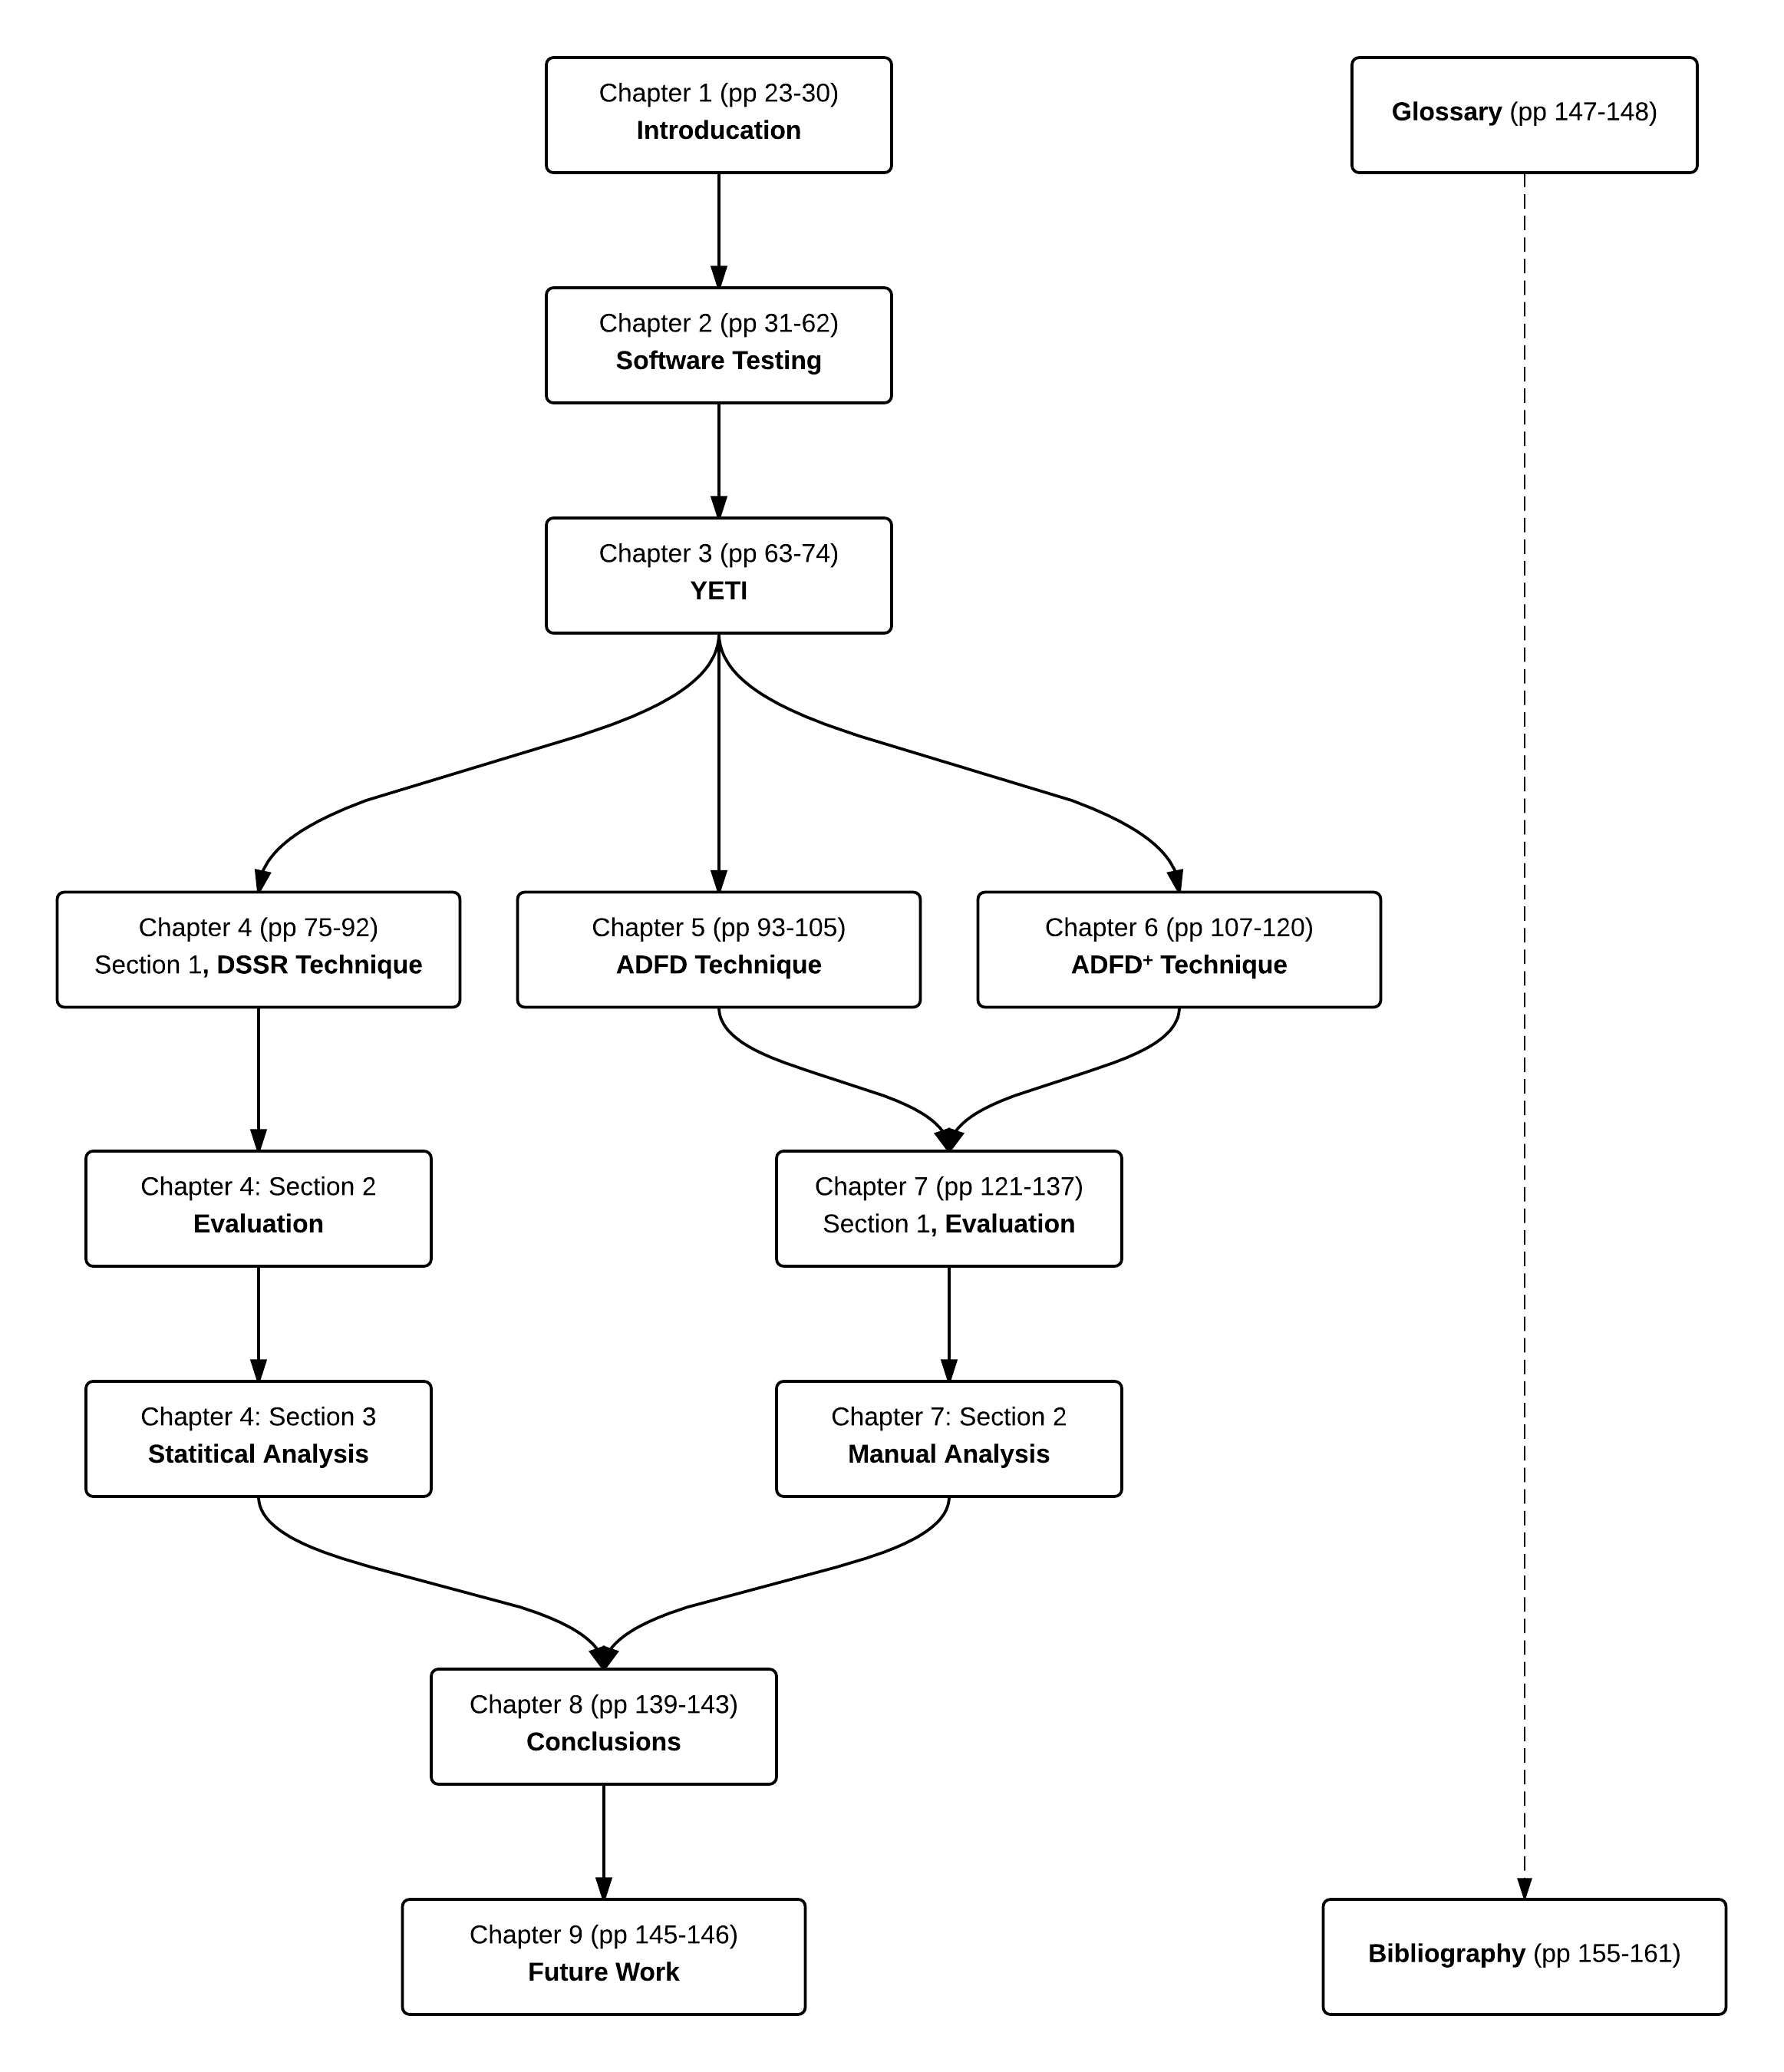 Chapter 1 (pp 23-30)
Introducation
Glossary (pp 147-148)
Chapter 2 (pp 31-62)
Software Testing
Chapter 3 (pp 63-74)
YETI
Chapter 4 (pp 75-92)
Section 1, DSSR Technique
Chapter 5 (pp 93-105)
ADFD Technique
Chapter 6 (pp 107-120)
ADFD⁺ Technique
Chapter 4: Section 2
Evaluation
Chapter 7 (pp 121-137)
Section 1, Evaluation
Chapter 4: Section 3
Statitical Analysis
Chapter 7: Section 2
Manual Analysis
Chapter 8 (pp 139-143)
Conclusions
Chapter 9 (pp 145-146)
Future Work
Bibliography (pp 155-161)